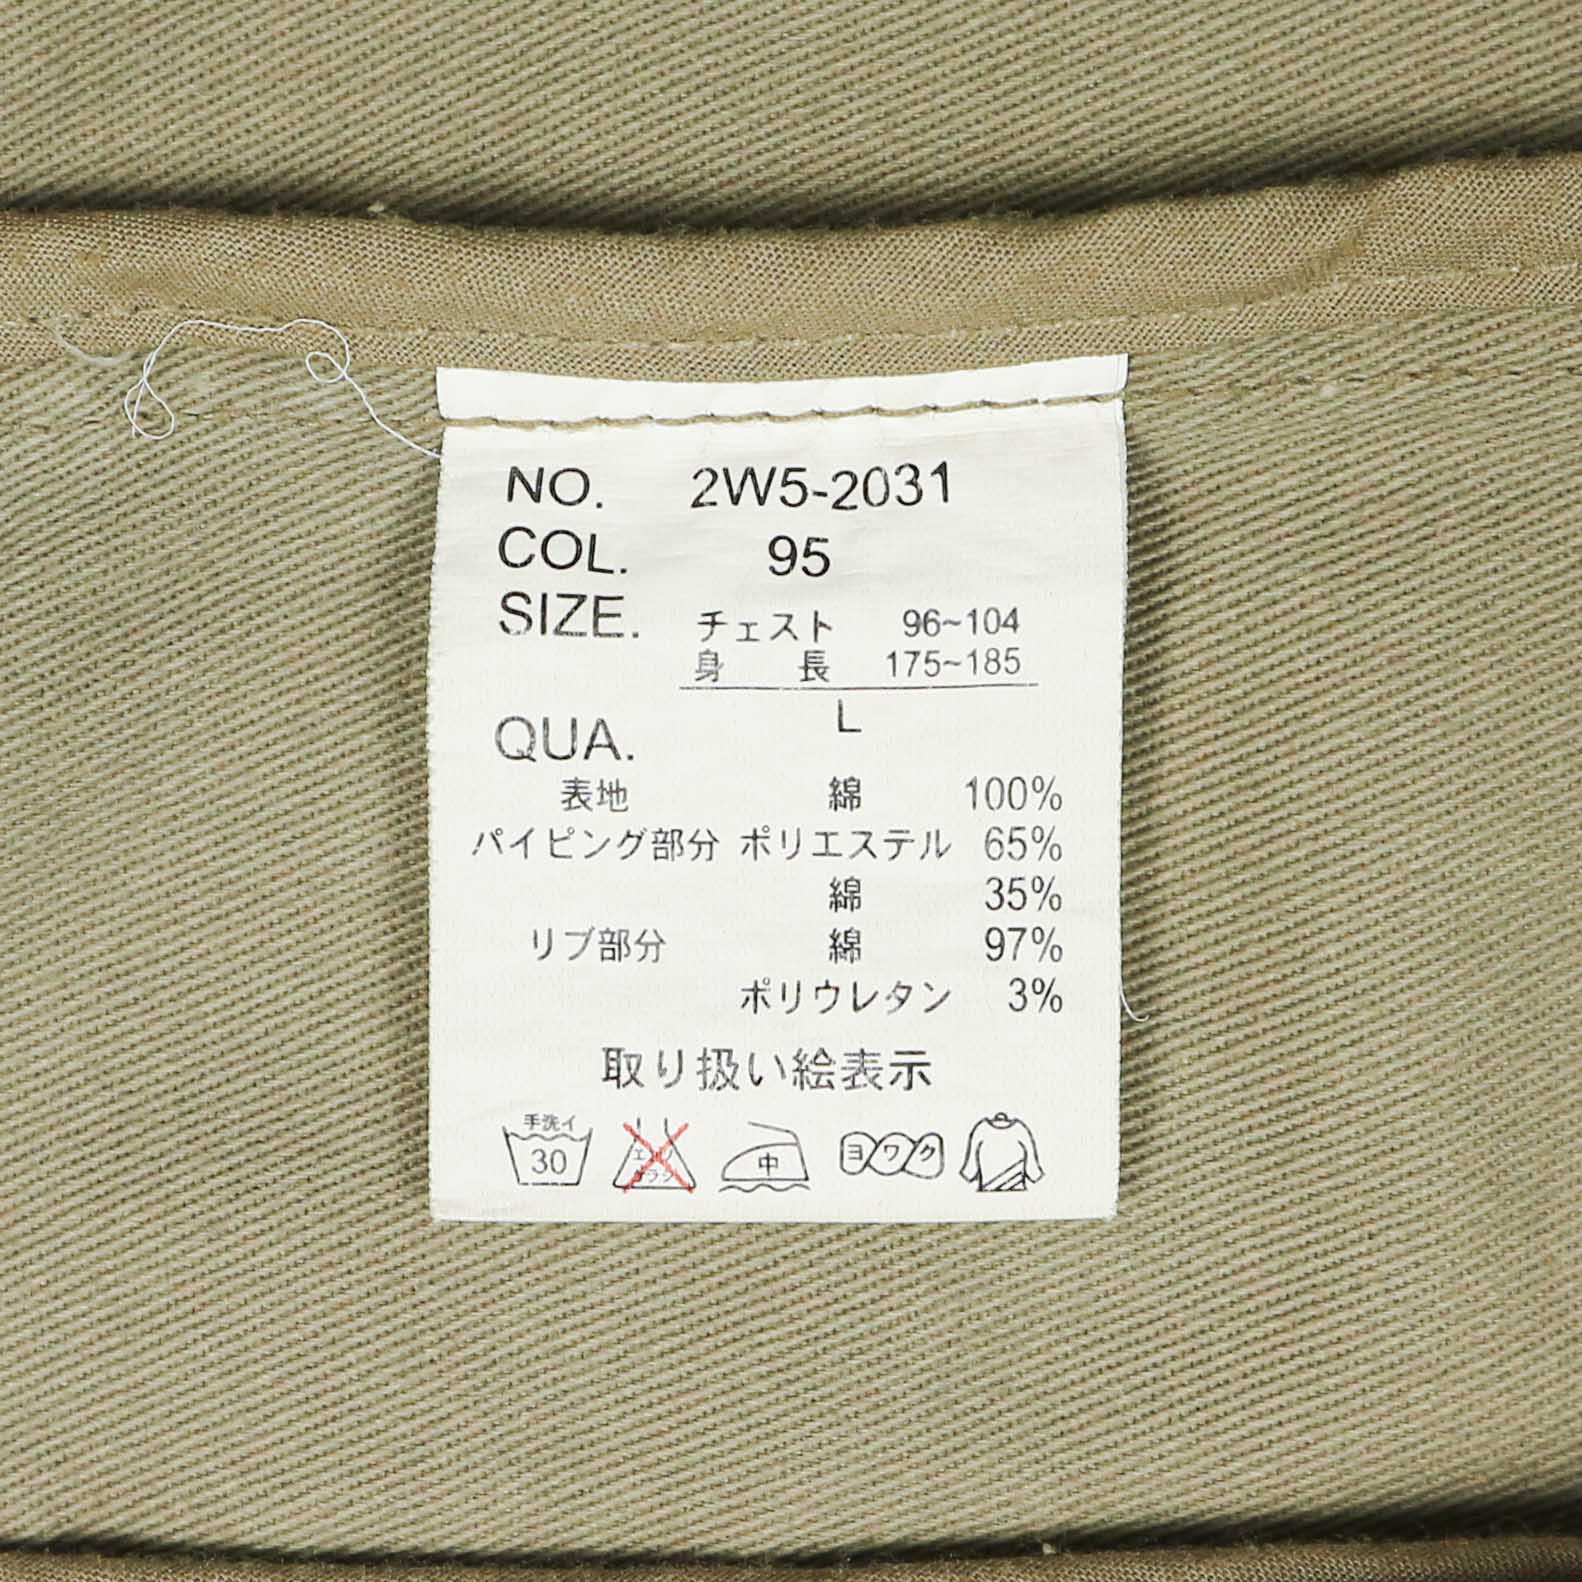 NO. 2W5-2031
COL. 95
SIZE. チェスト 96~104
身長 175~185
L
QUA.
表地 綿 100%
パイピング部分 ポリエステル 65%
綿 35%
リブ部分 綿 97%
ポリウレタン 3%
取り扱い絵表示
手洗イ
30 中 ヨワク